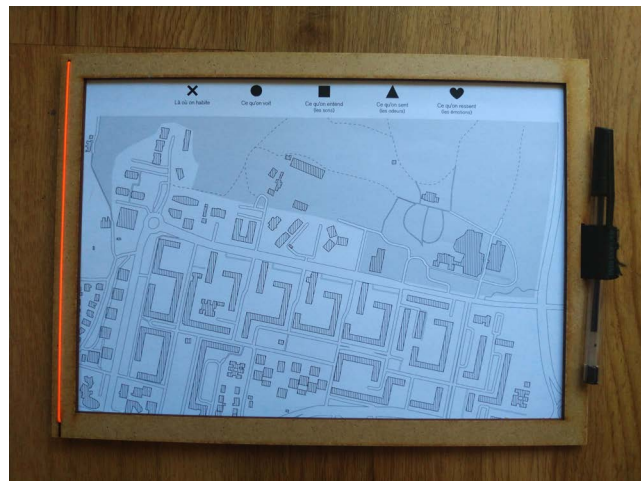 Là où on habite
Ce qu'on voit
Ce qu'on entend
(les sons)
Ce qu'on sent
(les odeurs)
Ce qu'on ressent
(les émotions)